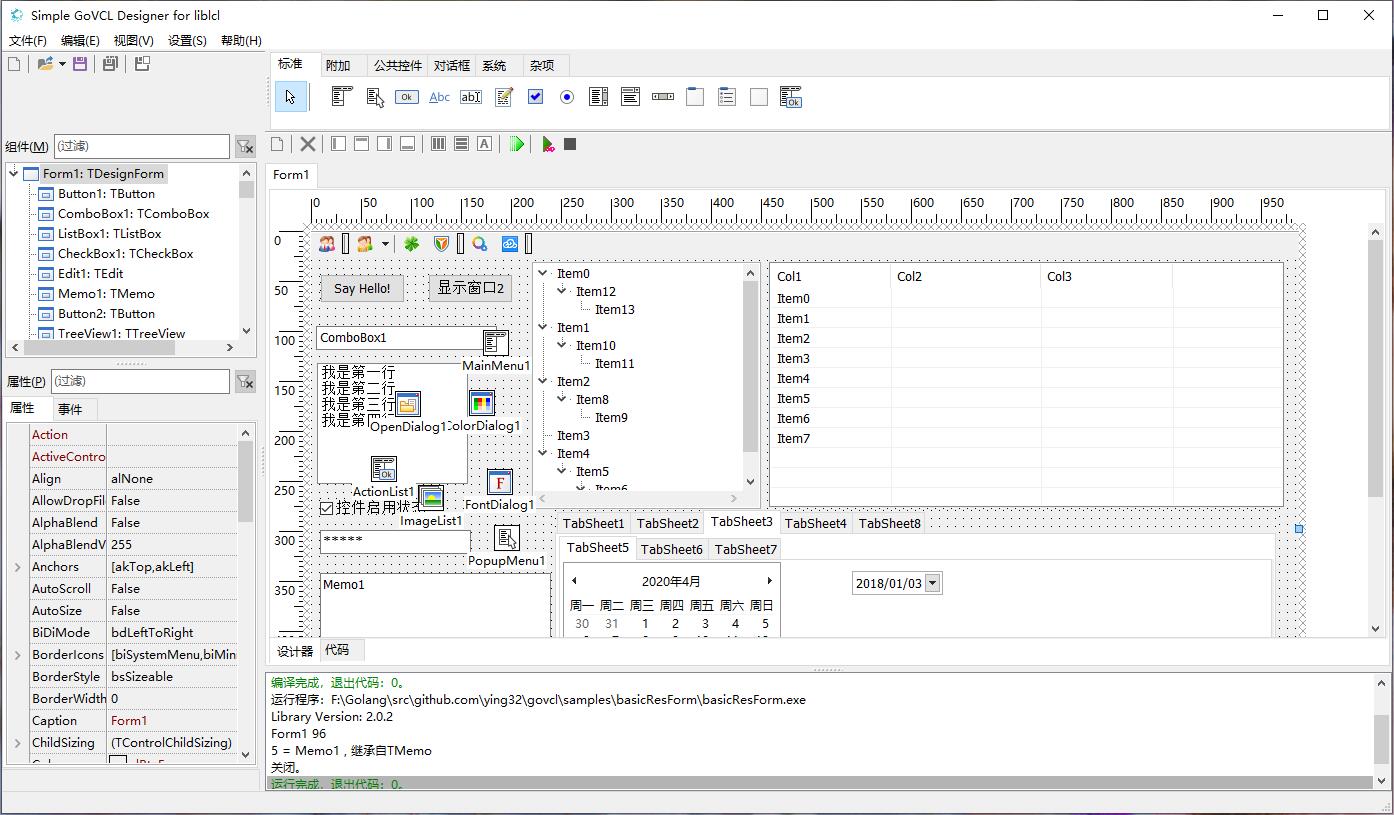 Simple GoVCL Designer for liblcl
文件(F) 编辑(E) 视图(V) 设置(S) 帮助(H)
标准 附加 公共控件 对话框 系统 杂项
Ok Abc ab Ok
组件(M) (过滤)
Form1: TDesignForm
Button1: TButton
ComboBox1: TComboBox
ListBox1: TListBox
CheckBox1: TCheckBox
Edit1: TEdit
Memo1: TMemo
Button2: TButton
TreeView1: TTreeView
属性(P) (过滤)
属性 事件
Action
ActiveContro
Align alNone
AllowDropFil False
AlphaBlend False
AlphaBlendV 255
Anchors [akTop,akLeft]
AutoScroll False
AutoSize False
BiDiMode bdLeftToRight
BorderIcons [biSystemMenu,biMini
BorderStyle bsSizeable
BorderWidth 0
Caption Form1
ChildSizing (TControlChildSizing)
A
Form1
0 50 100 150 200 250 300 350 400 450 500 550 600 650 700 750 800 850 900 950
0
50
100
150
200
250
300
350
Say Hello! 显示窗口2
ComboBox1
MainMenu1
我是第一行
我是第二行
我是第三行
我是第四
OpenDialog1 ColorDialog1
Ok
ActionList1
F
FontDialog1
控件启用状态
ImageList1
*****
PopupMenu1
Memo1
Item0
Item12
Item13
Item1
Item10
Item11
Item2
Item8
Item9
Item3
Item4
Item5
Item6
Col1 Col2 Col3
Item0
Item1
Item2
Item3
Item4
Item5
Item6
Item7
TabSheet1 TabSheet2 TabSheet3 TabSheet4 TabSheet8
TabSheet5 TabSheet6 TabSheet7
2020年4月
周一 周二 周三 周四 周五 周六 周日
30 31 1 2 3 4 5
2018/01/03
设计器 代码
编译完成，退出代码：0。
运行程序：F:\Golang\src\github.com\ying32\govcl\samples\basicResForm\basicResForm.exe
Library Version: 2.0.2
Form1 96
5 = Memo1 , 继承自TMemo
关闭。
运行完成，退出代码：0。